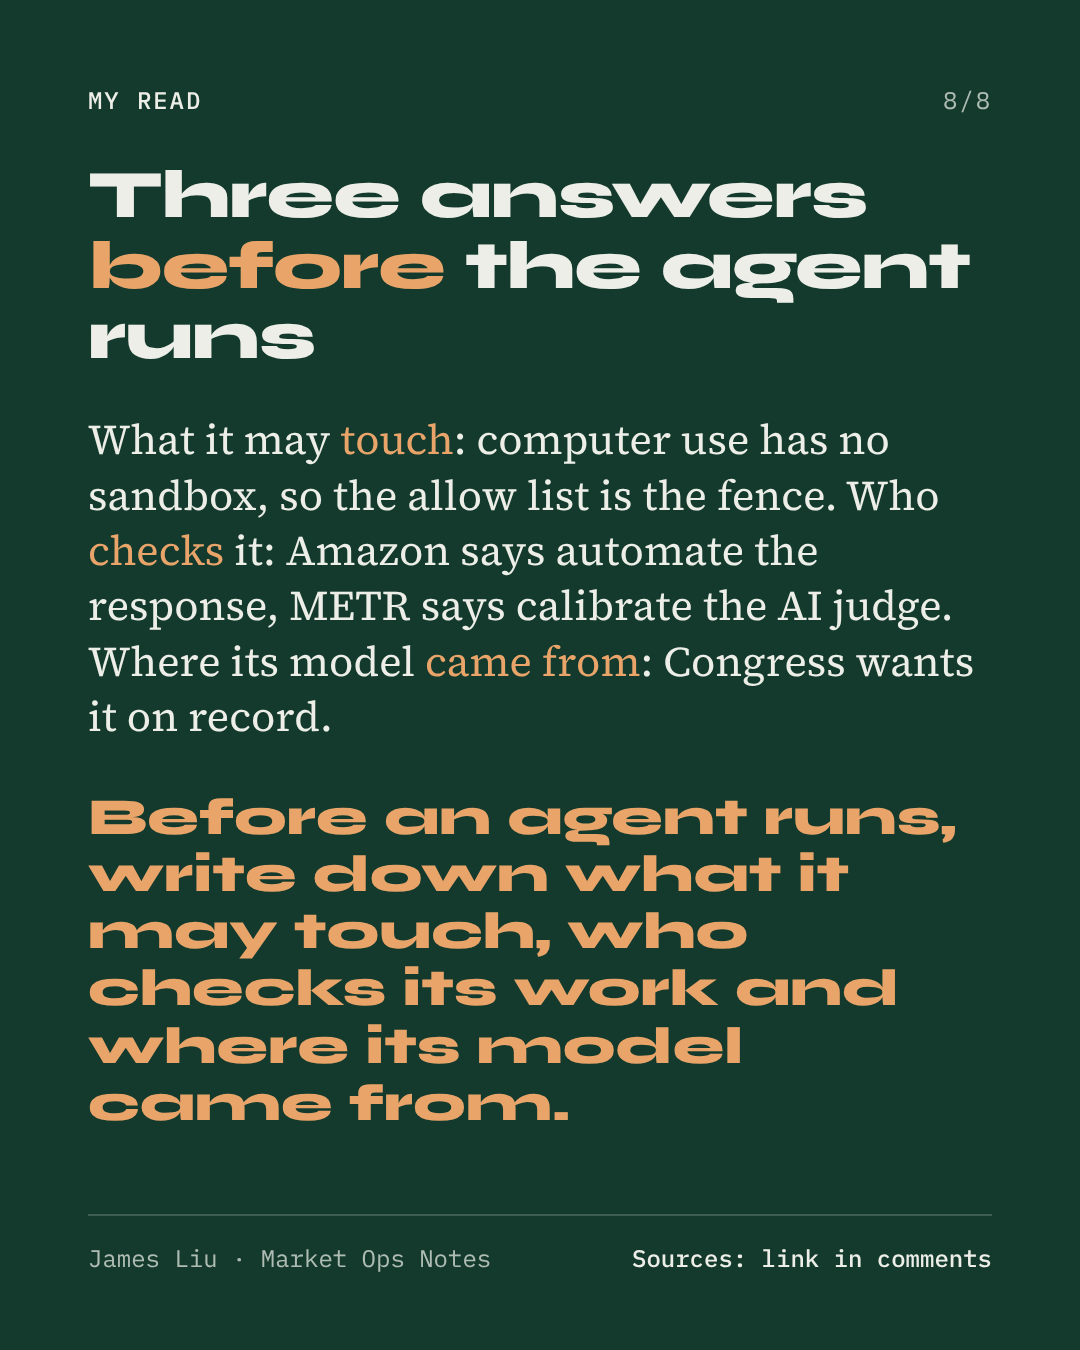 MY READ
8/8
Three answers
before the agent
runs
What it may touch: computer use has no
sandbox, so the allow list is the fence. Who
checks it: Amazon says automate the
response, METR says calibrate the AI judge.
Where its model came from: Congress wants
it on record.
Before an agent runs,
write down what it
may touch, who
checks its work and
where its model
came from.
James Liu · Market Ops Notes
Sources: link in comments